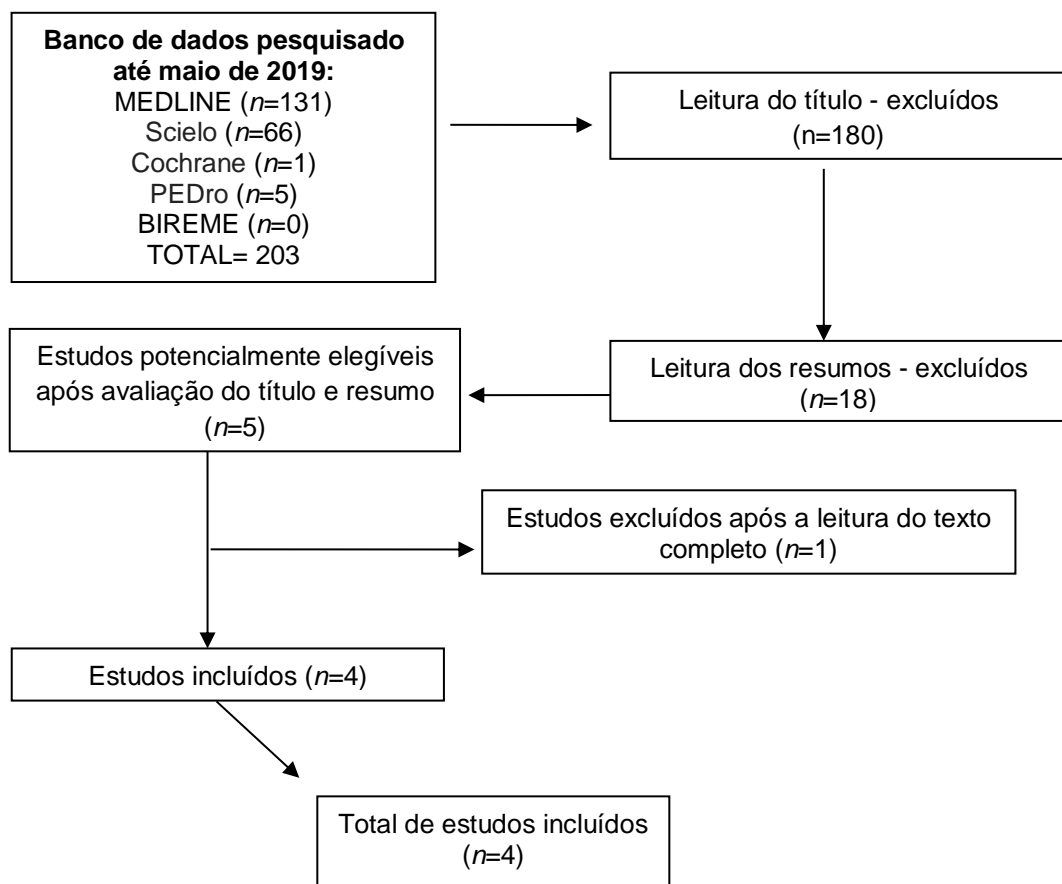 Banco de dados pesquisado
até maio de 2019:
MEDLINE (n=131)
Scielo (n=66)
Cochrane (n=1)
PEDro (n=5)
BIREME (n=0)
TOTAL= 203
Leitura do título - excluídos
(n=180)
Leitura dos resumos - excluídos
(n=18)
Estudos potencialmente elegíveis
após avaliação do título e resumo
(n=5)
Estudos excluídos após a leitura do texto
completo (n=1)
Estudos incluídos (n=4)
Total de estudos incluídos
(n=4)